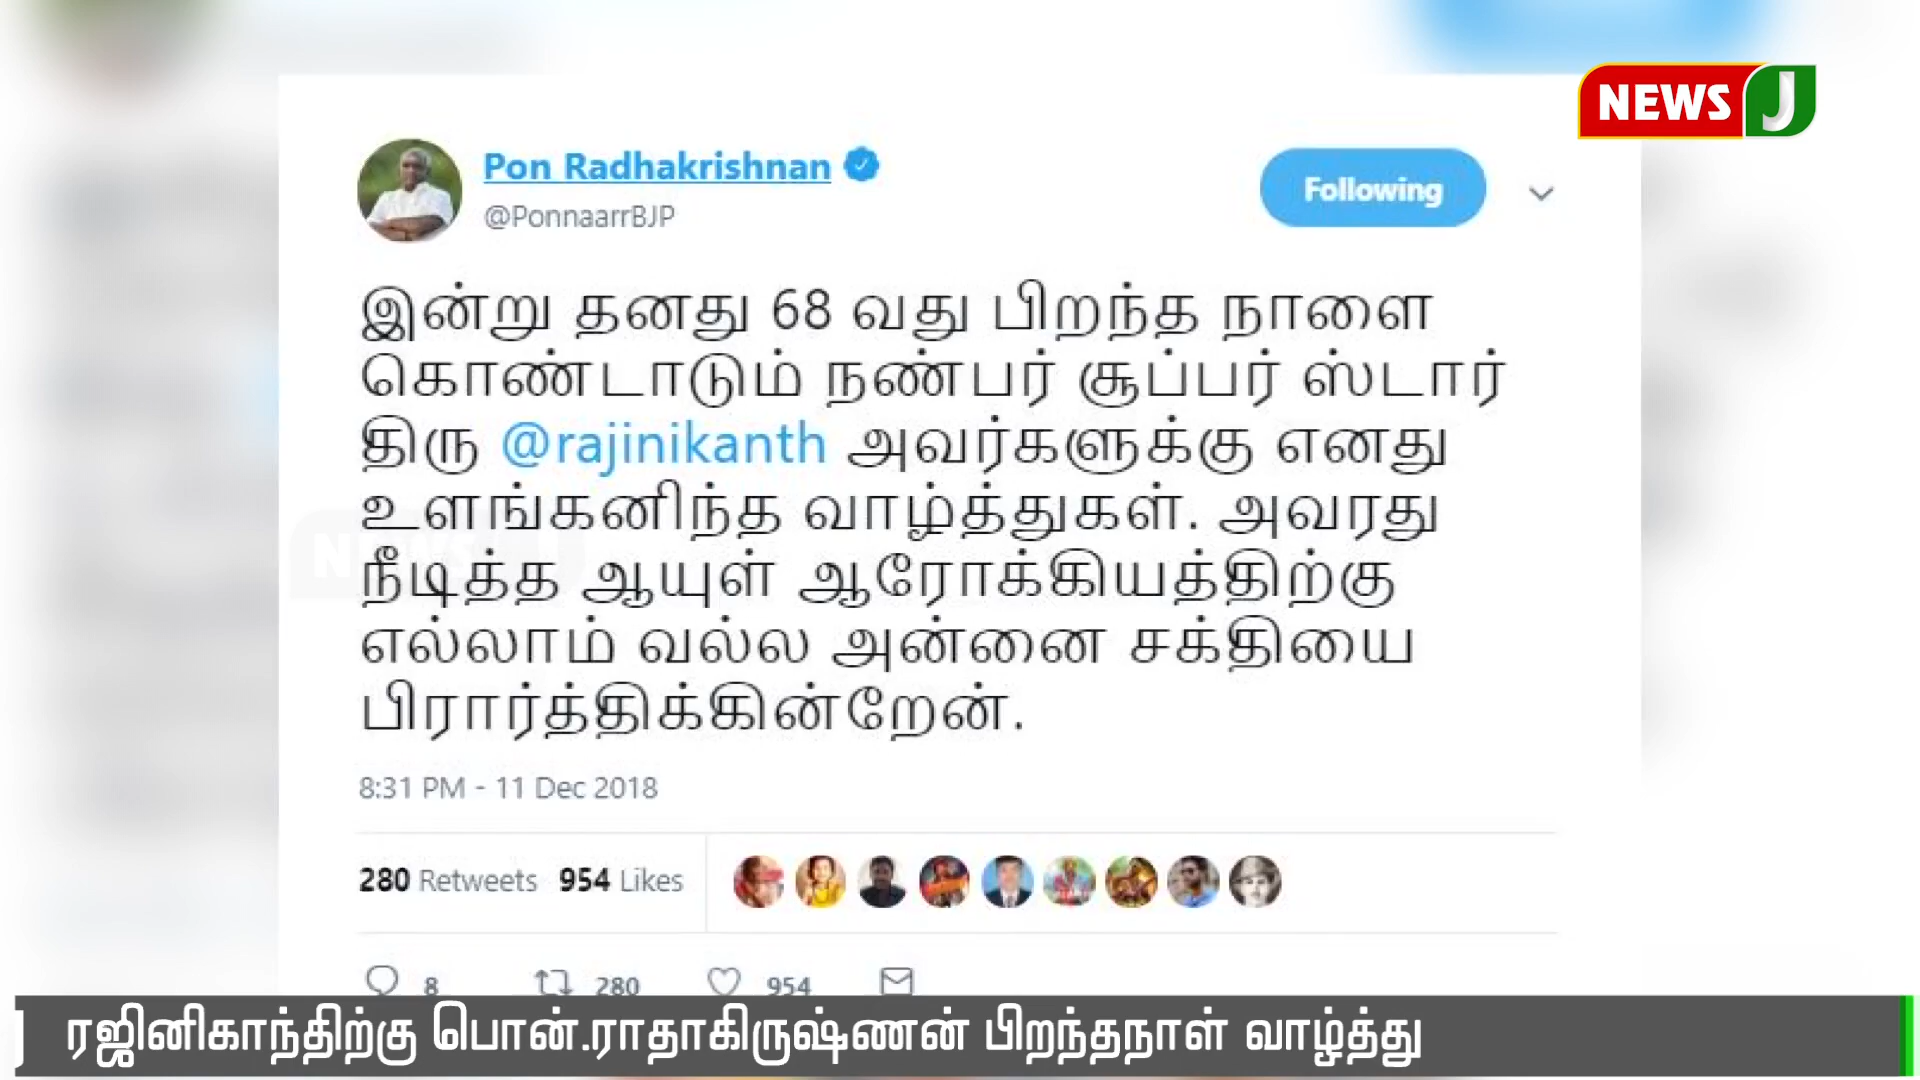 NEWS J
Pon Radhakrishnan
@PonnaarrBJP
Following
இன்று தனது 68 வது பிறந்த நாளை
கொண்டாடும் நண்பர் சூப்பர் ஸ்டார்
திரு @rajinikanth அவர்களுக்கு எனது
உளங்கனிந்த வாழ்த்துகள். அவரது
நீடித்த ஆயுள் ஆரோக்கியத்திற்கு
எல்லாம் வல்ல அன்னை சக்தியை
பிரார்த்திக்கின்றேன்.
8:31 PM - 11 Dec 2018
280 Retweets 954 Likes
8 280 954
ரஜினிகாந்திற்கு பொன்.ராதாகிருஷ்ணன் பிறந்தநாள் வாழ்த்து